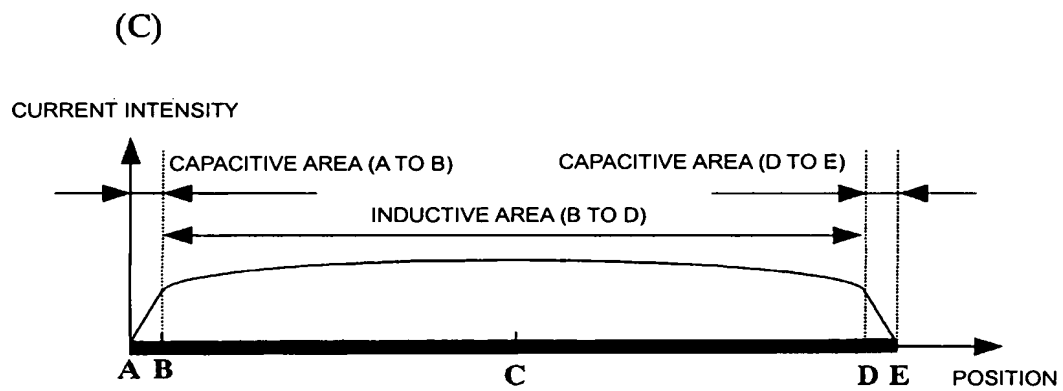 (C)
CURRENT INTENSITY
CAPACITIVE AREA (A TO B)
CAPACITIVE AREA (D TO E)
INDUCTIVE AREA (B TO D)
A B C D E
POSITION